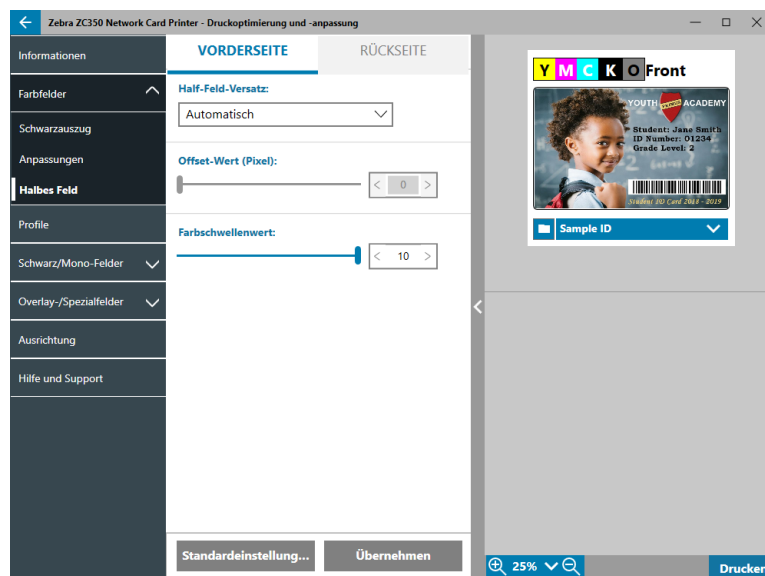 Zebra ZC350 Network Card Printer - Druckoptimierung und -anpassung
Informationen
Farbfelder
Schwarzauszug
Anpassungen
Halbes Feld
Profile
Schwarz/Mono-Felder
Overlay-/Spezialfelder
Ausrichtung
Hilfe und Support
VORDERSEITE
RÜCKSEITE
Half-Feld-Versatz:
Automatisch
Offset-Wert (Pixel):
0
Farbschwellenwert:
10
Standardeinstellung...
Übernehmen
Y M C K O Front
YOUTH ACADEMY
Student: Jane Smith
ID Number: 01234
Grade Level: 2
Student ID Card 2018 - 2019
Sample ID
25%
Drucken